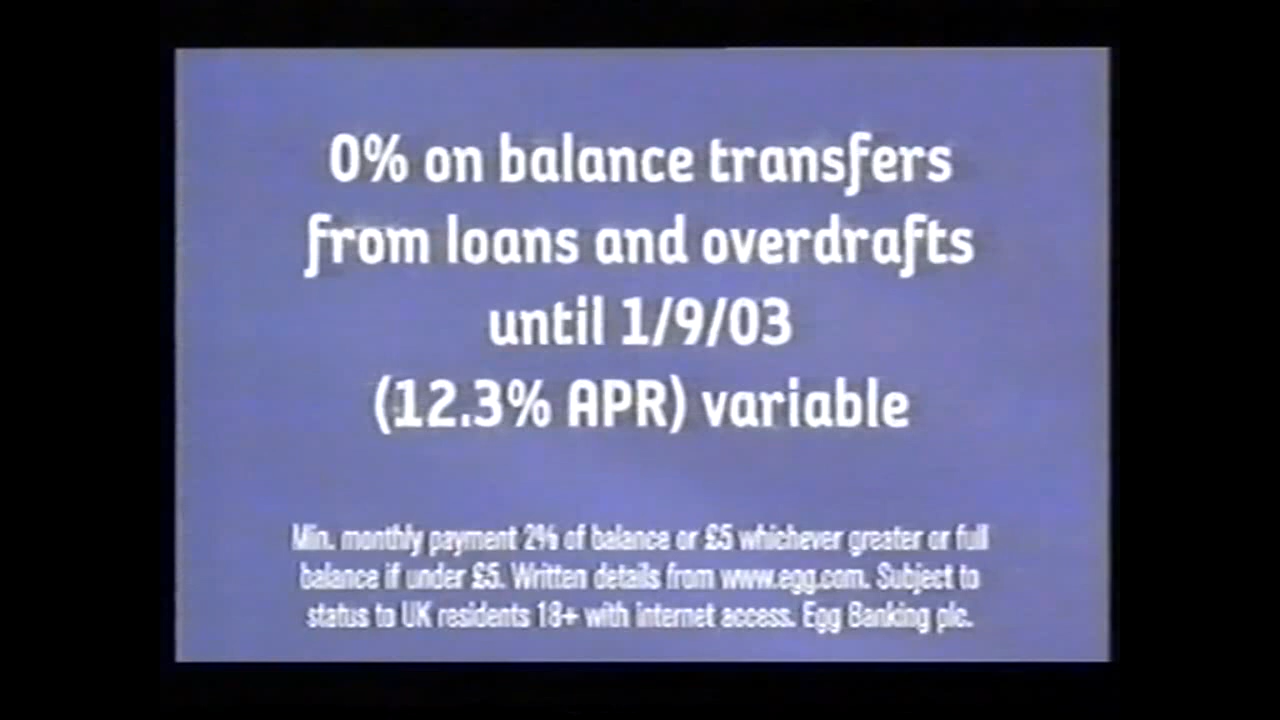 0% on balance transfers
from loans and overdrafts
until 1/9/03
(12.3% APR) variable
Min. monthly payment 2% of balance or £5 whichever greater or full
balance if under £5. Written details from www.egg.com. Subject to
status to UK residents 18+ with internet access. Egg Banking plc.